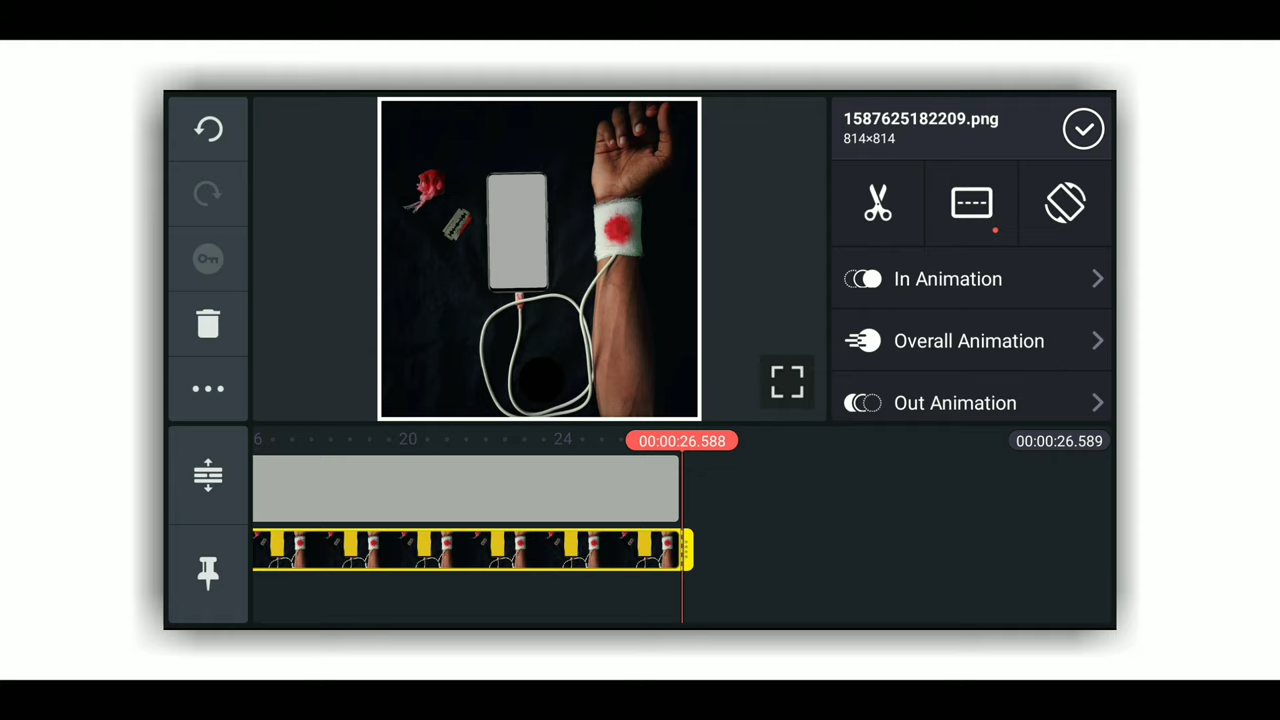 1587625182209.png
814×814
In Animation
Overall Animation
Out Animation
6
20
24
00:00:26.588
00:00:26.589